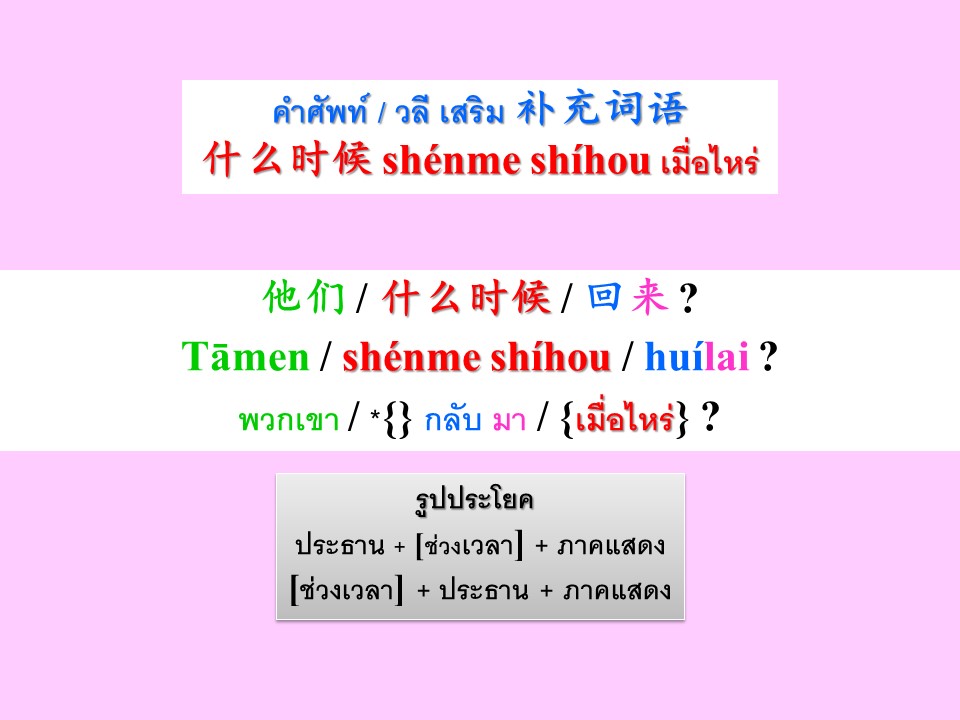 คำศัพท์ / วลี เสริม 补充词语
什么时候 shénme shíhou เมื่อไหร่
他们 / 什么时候 / 回来 ?
Tāmen / shénme shíhou / huílai ?
พวกเขา / *{} กลับ มา / {เมื่อไหร่} ?
รูปประโยค
ประธาน + [ช่วงเวลา] + ภาคแสดง
[ช่วงเวลา] + ประธาน + ภาคแสดง